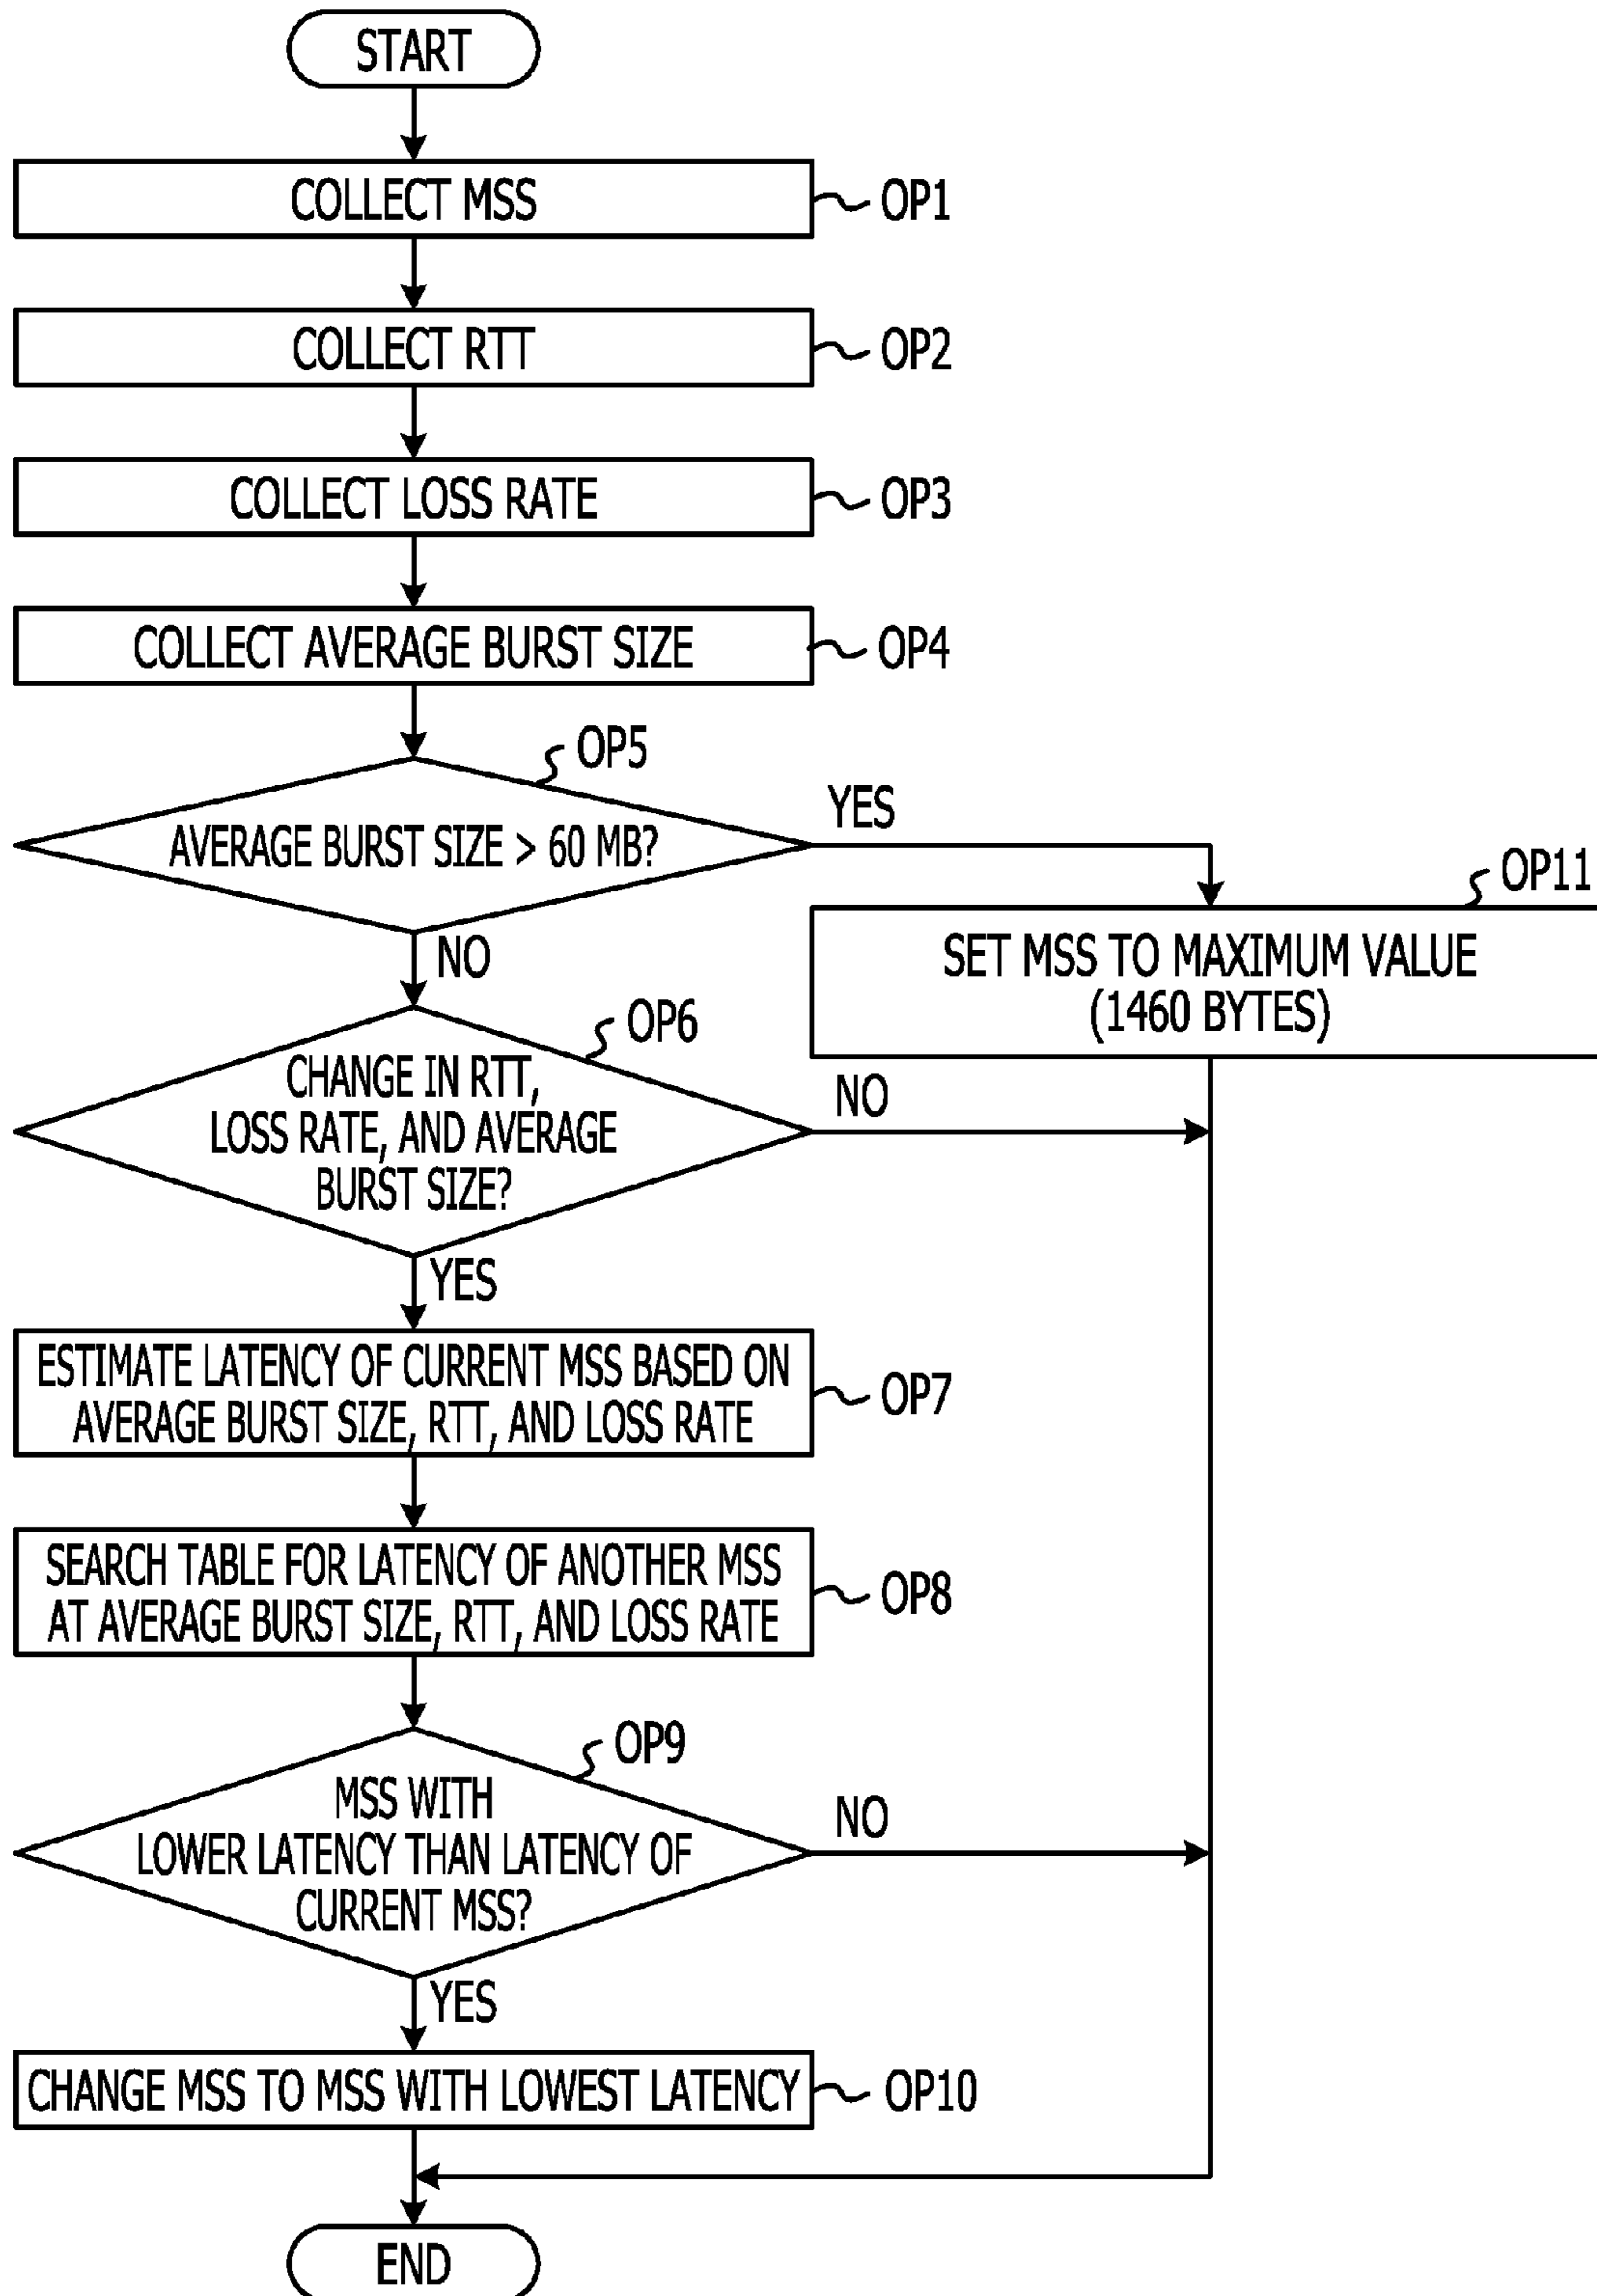 START
COLLECT MSS
OP1
COLLECT RTT
OP2
COLLECT LOSS RATE
OP3
COLLECT AVERAGE BURST SIZE
OP4
OP5
AVERAGE BURST SIZE > 60 MB?
YES
NO
OP11
SET MSS TO MAXIMUM VALUE
(1460 BYTES)
OP6
CHANGE IN RTT,
LOSS RATE, AND AVERAGE
BURST SIZE?
NO
YES
ESTIMATE LATENCY OF CURRENT MSS BASED ON
AVERAGE BURST SIZE, RTT, AND LOSS RATE
OP7
SEARCH TABLE FOR LATENCY OF ANOTHER MSS
AT AVERAGE BURST SIZE, RTT, AND LOSS RATE
OP8
OP9
MSS WITH
LOWER LATENCY THAN LATENCY OF
CURRENT MSS?
NO
YES
CHANGE MSS TO MSS WITH LOWEST LATENCY
OP10
END